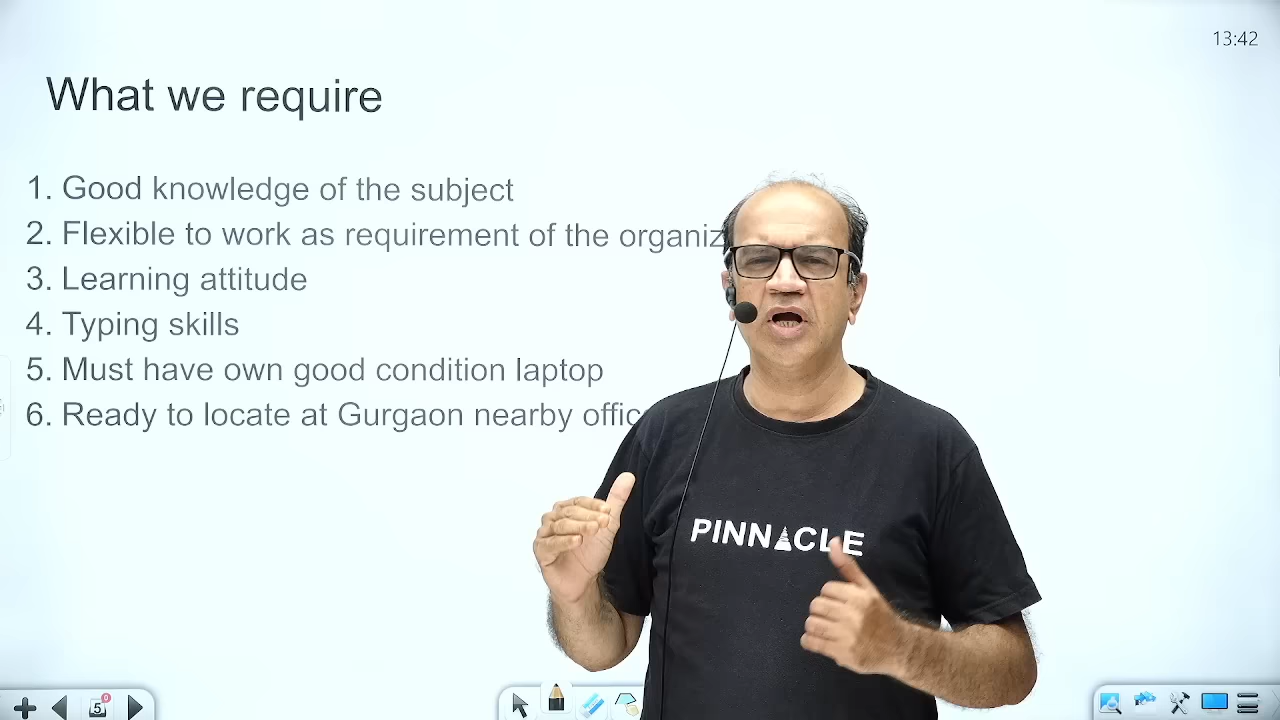 13:42
What we require
1. Good knowledge of the subject
2. Flexible to work as requirement of the
3. Learning attitude
4. Typing skills
5. Must have own good condition laptop
6. Ready to locate at Gurgaon nearby
PINNACLE
5
0